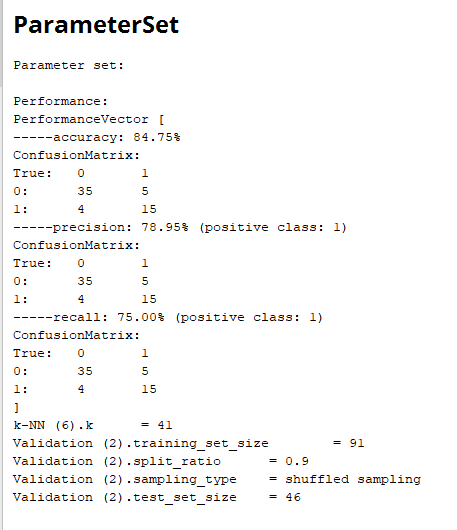 ParameterSet
Parameter set:
Performance:
PerformanceVector [
-----accuracy: 84.75%
ConfusionMatrix:
True:   0       1
0:      35      5
1:      4       15
-----precision: 78.95% (positive class: 1)
ConfusionMatrix:
True:   0       1
0:      35      5
1:      4       15
-----recall: 75.00% (positive class: 1)
ConfusionMatrix:
True:   0       1
0:      35      5
1:      4       15
]
k-NN (6).k      = 41
Validation (2).training_set_size        = 91
Validation (2).split_ratio      = 0.9
Validation (2).sampling_type    = shuffled sampling
Validation (2).test_set_size    = 46